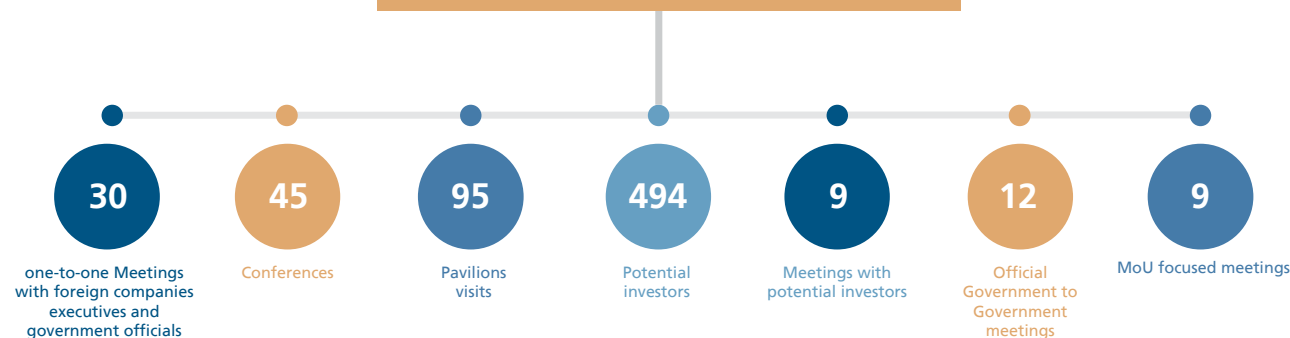 30
one-to-one Meetings
with foreign companies
executives and
government officials
45
Conferences
95
Pavilions
visits
494
Potential
investors
9
Meetings with
potential investors
12
Official
Government to
Government
meetings
9
MoU focused meetings